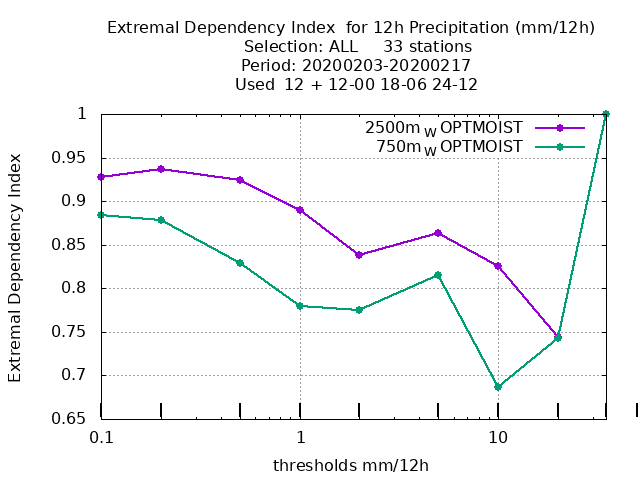 Extremal Dependency Index  for 12h Precipitation (mm/12h)
Selection: ALL     33 stations
Period: 20200203-20200217
Used  12 + 12-00 18-06 24-12
2500m W OPTMOIST
750m W OPTMOIST
1
0.95
0.9
0.85
0.8
0.75
0.7
0.65
Extremal Dependency Index
0.1
1
10
thresholds mm/12h